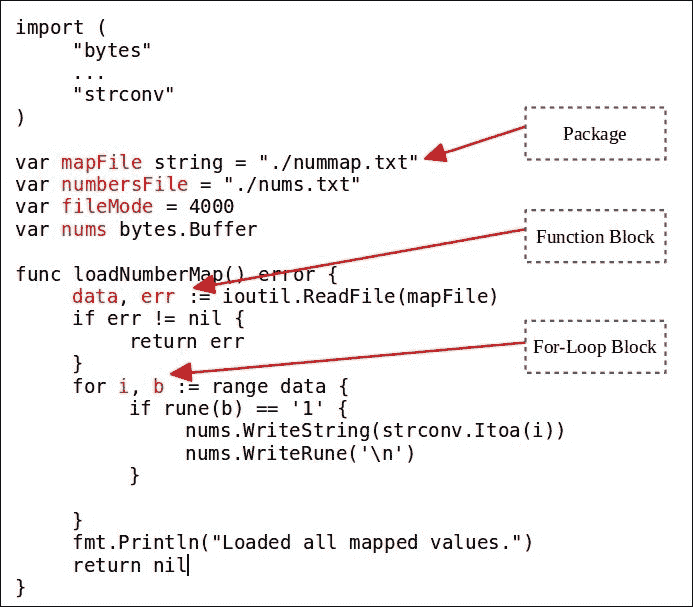 import (
"bytes"
...
"strconv"
)
Package
var mapFile string = "./nummap.txt"
var numbersFile = "./nums.txt"
var fileMode = 4000
var nums bytes.Buffer
Function Block
func loadNumberMap() error {
data, err := ioutil.ReadFile(mapFile)
if err != nil {
return err
}
For-Loop Block
for i, b := range data {
if rune(b) == '1' {
nums.WriteString(strconv.Itoa(i))
nums.WriteRune('\n')
}
}
fmt.Println("Loaded all mapped values.")
return nil
}